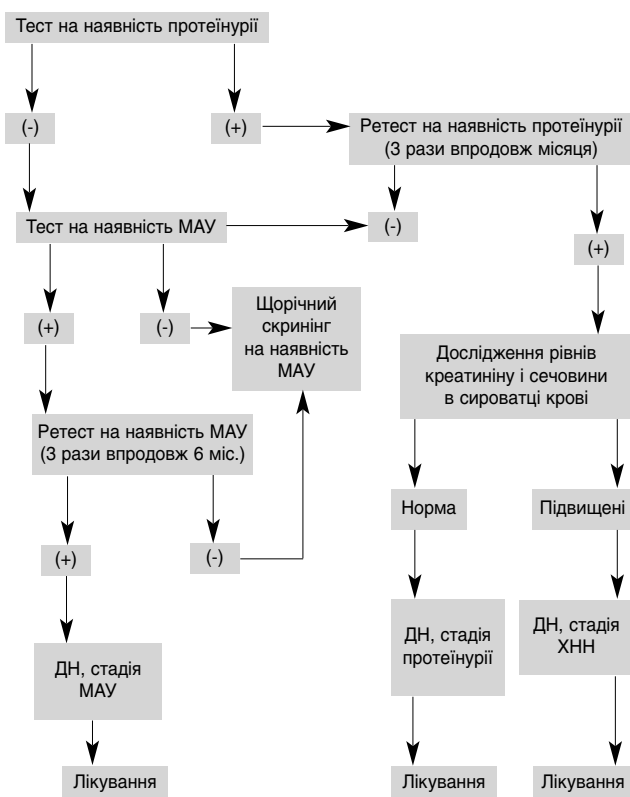 Тест на наявність протеїнурії
(-)
(+)
Ретест на наявність протеїнурії
(3 рази впродовж місяця)
Тест на наявність МАУ
(-)
(+)
(+)
(-)
Щорічний
скринінг
на наявність
МАУ
Дослідження рівнів
креатиніну і сечовини
в сироватці крові
Ретест на наявність МАУ
(3 рази впродовж 6 міс.)
Норма
Підвищені
(+)
(-)
ДН, стадія
МАУ
ДН, стадія
протеїнурії
ДН, стадія
ХНН
Лікування
Лікування
Лікування